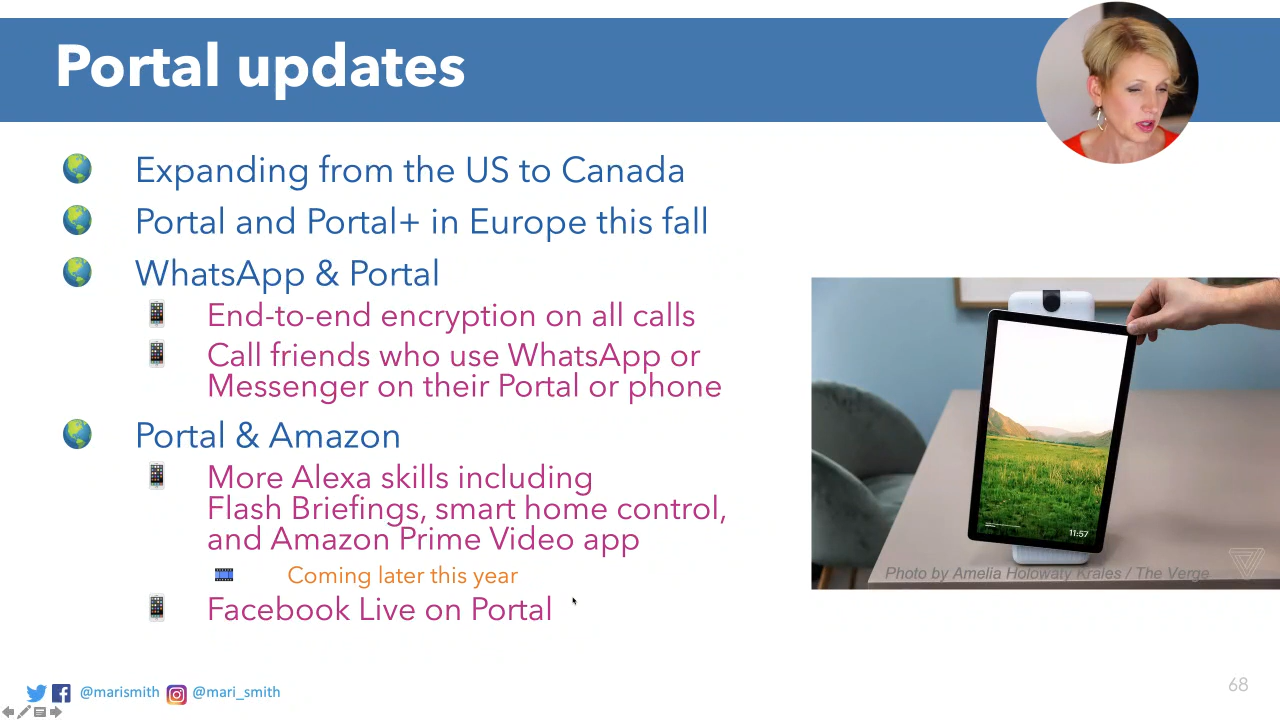 Portal updates
Expanding from the US to Canada
Portal and Portal+ in Europe this fall
WhatsApp & Portal
End-to-end encryption on all calls
Call friends who use WhatsApp or
Messenger on their Portal or phone
Portal & Amazon
More Alexa skills including
Flash Briefings, smart home control,
and Amazon Prime Video app
Coming later this year
Facebook Live on Portal
11:57
Photo by Amelia Holowaty Krales / The Verge
@marismith @mari_smith
68